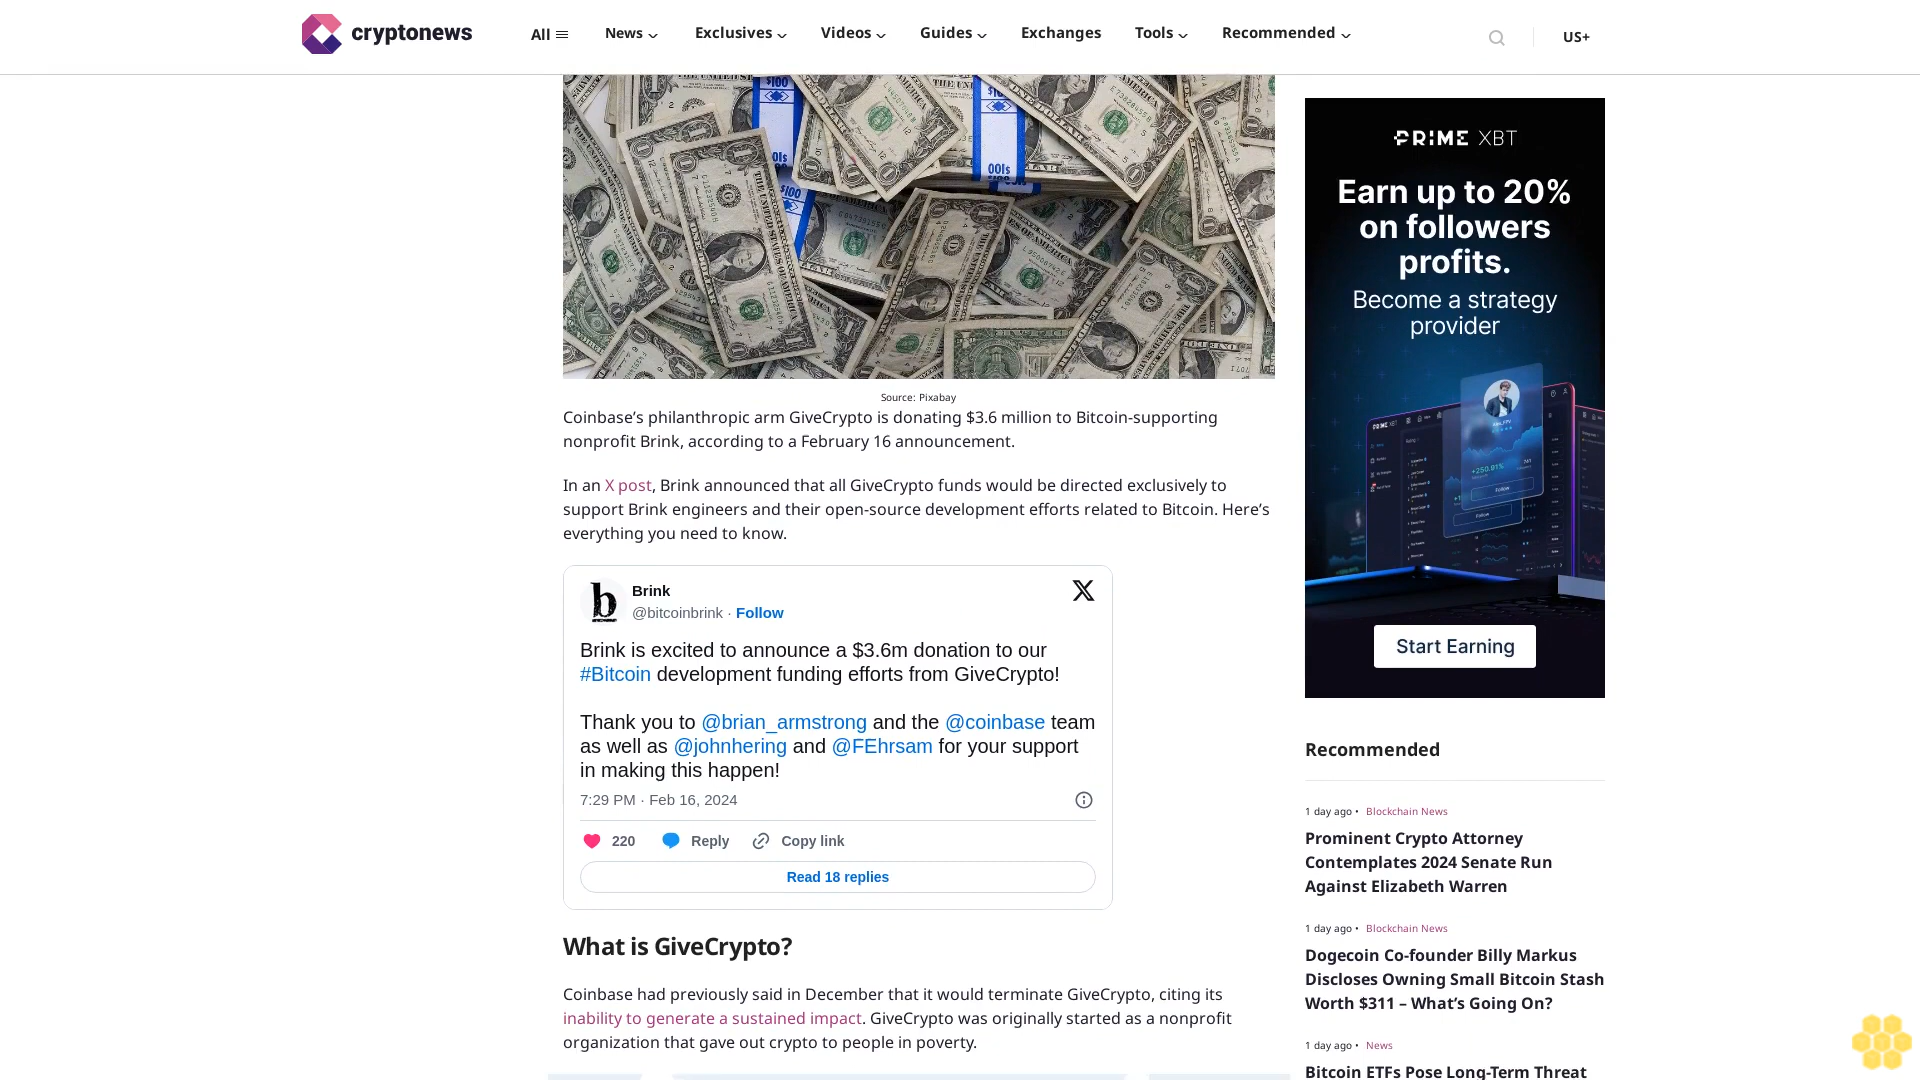 cryptonews
All
News
Exclusives
Videos
Guides
Exchanges
Tools
Recommended
US+
Source: Pixabay
Coinbase’s philanthropic arm GiveCrypto is donating $3.6 million to Bitcoin-supporting
nonprofit Brink, according to a February 16 announcement.
In an X post, Brink announced that all GiveCrypto funds would be directed exclusively to
support Brink engineers and their open-source development efforts related to Bitcoin. Here’s
everything you need to know.
Brink
@bitcoinbrink · Follow
Brink is excited to announce a $3.6m donation to our
#Bitcoin development funding efforts from GiveCrypto!
Thank you to @brian_armstrong and the @coinbase team
as well as @johnhering and @FEhrsam for your support
in making this happen!
7:29 PM · Feb 16, 2024
220 Reply Copy link
Read 18 replies
What is GiveCrypto?
Coinbase had previously said in December that it would terminate GiveCrypto, citing its
inability to generate a sustained impact. GiveCrypto was originally started as a nonprofit
organization that gave out crypto to people in poverty.
PRIME XBT
Earn up to 20%
on followers
profits.
Become a strategy
provider
+250.91%
Follow
Follow
Start Earning
Recommended
1 day ago • Blockchain News
Prominent Crypto Attorney
Contemplates 2024 Senate Run
Against Elizabeth Warren
1 day ago • Blockchain News
Dogecoin Co-founder Billy Markus
Discloses Owning Small Bitcoin Stash
Worth $311 – What’s Going On?
1 day ago • News
Bitcoin ETFs Pose Long-Term Threat